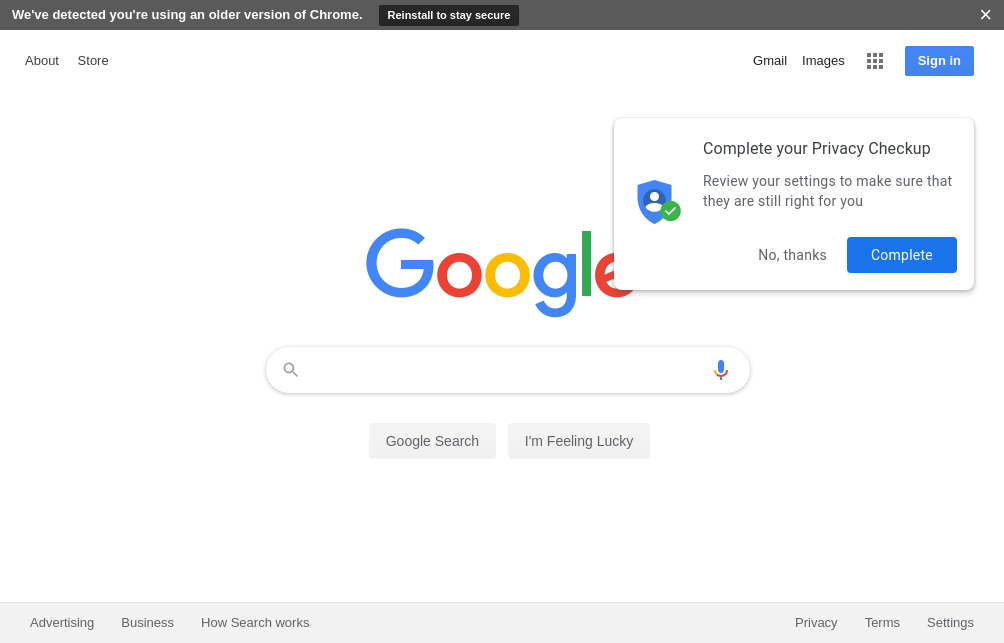 We've detected you're using an older version of Chrome. Reinstall to stay secure
About Store Gmail Images Sign in
Complete your Privacy Checkup
Review your settings to make sure that
they are still right for you
No, thanks Complete
Google
Google Search I'm Feeling Lucky
Advertising Business How Search works Privacy Terms Settings